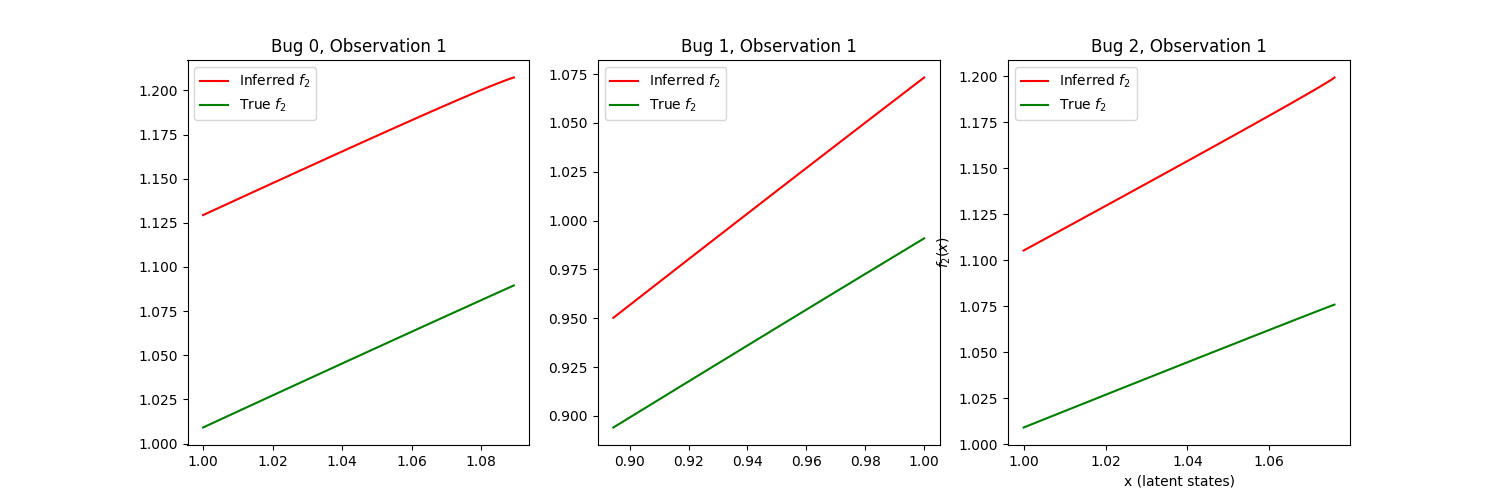 Bug 0, Observation 1
Inferred f₂
True f₂
1.200
1.175
1.150
1.125
1.100
1.075
1.050
1.025
1.000
1.00 1.02 1.04 1.06 1.08
Bug 1, Observation 1
Inferred f₂
True f₂
1.075
1.050
1.025
1.000
0.975
0.950
0.925
0.900
0.90 0.92 0.94 0.96 0.98 1.00
Bug 2, Observation 1
Inferred f₂
True f₂
f₂(x)
1.200
1.175
1.150
1.125
1.100
1.075
1.050
1.025
1.000
1.00 1.02 1.04 1.06
x (latent states)